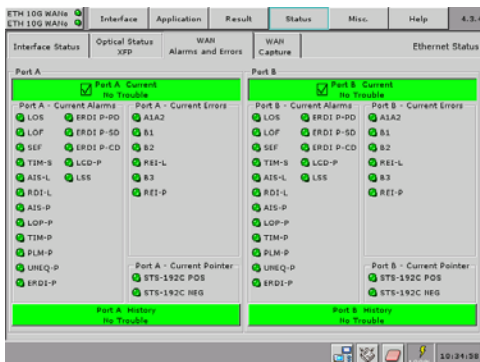 ETH 10G WANs
ETH 10G WANs
Interface
Application
Result
Status
Misc.
Help
4.3.
Interface Status
Optical Status
XFP
WAN
Alarms and Errors
WAN
Capture
Ethernet Status
Port A
Port A Current
No Trouble
Port A - Current Alarms
LOS
LOF
SEF
TIM-S
AIS-L
RDI-L
AIS-P
LOP-P
TIM-P
PLM-P
UNEQ-P
ERDI-P
ERDI P-PD
ERDI P-SD
ERDI P-CD
LCD-P
LSS
Port A - Current Errors
A1A2
B1
B2
REI-L
B3
REI-P
Port A - Current Pointer
STS-192C POS
STS-192C NEG
Port A History
No Trouble
Port B
Port B Current
No Trouble
Port B - Current Alarms
LOS
LOF
SEF
TIM-S
AIS-L
RDI-L
AIS-P
LOP-P
TIM-P
PLM-P
UNEQ-P
ERDI-P
ERDI P-PD
ERDI P-SD
ERDI P-CD
LCD-P
LSS
Port B - Current Errors
A1A2
B1
B2
REI-L
B3
REI-P
Port B - Current Pointer
STS-192C POS
STS-192C NEG
Port B History
No Trouble
10:34:58